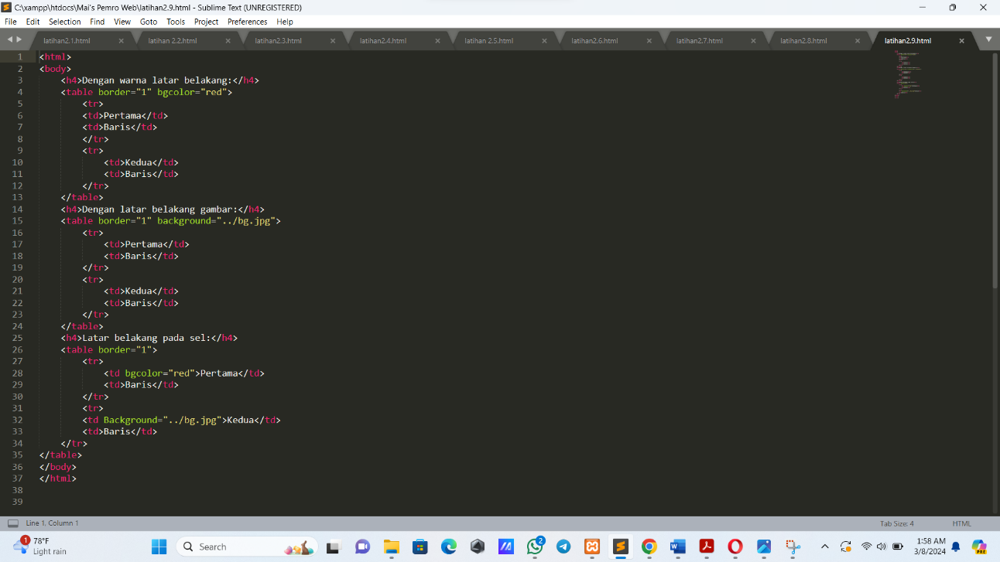 C:\xampp\htdocs\Mai's Pemro Web\latihan2.9.html - Sublime Text (UNREGISTERED)
File Edit Selection Find View Goto Tools Project Preferences Help
latihan2.1.html latihan 2.2.html latihan2.3.html latihan2.4.html latihan 2.5.html latihan2.6.html latihan2.7.html latihan2.8.html latihan2.9.html
1 <html>
2 <body>
3 <h4>Dengan warna latar belakang:</h4>
4 <table border="1" bgcolor="red">
5 <tr>
6 <td>Pertama</td>
7 <td>Baris</td>
8 </tr>
9 <tr>
10 <td>Kedua</td>
11 <td>Baris</td>
12 </tr>
13 </table>
14 <h4>Dengan latar belakang gambar:</h4>
15 <table border="1" background="../bg.jpg">
16 <tr>
17 <td>Pertama</td>
18 <td>Baris</td>
19 </tr>
20 <tr>
21 <td>Kedua</td>
22 <td>Baris</td>
23 </tr>
24 </table>
25 <h4>Latar belakang pada sel:</h4>
26 <table border="1">
27 <tr>
28 <td bgcolor="red">Pertama</td>
29 <td>Baris</td>
30 </tr>
31 <tr>
32 <td Background="../bg.jpg">Kedua</td>
33 <td>Baris</td>
34 </tr>
35 </table>
36 </body>
37 </html>
38
39
Line 1, Column 1 Tab Size: 4 HTML
1 78°F
Light rain
Search
2
1:58 AM
3/8/2024
PRE